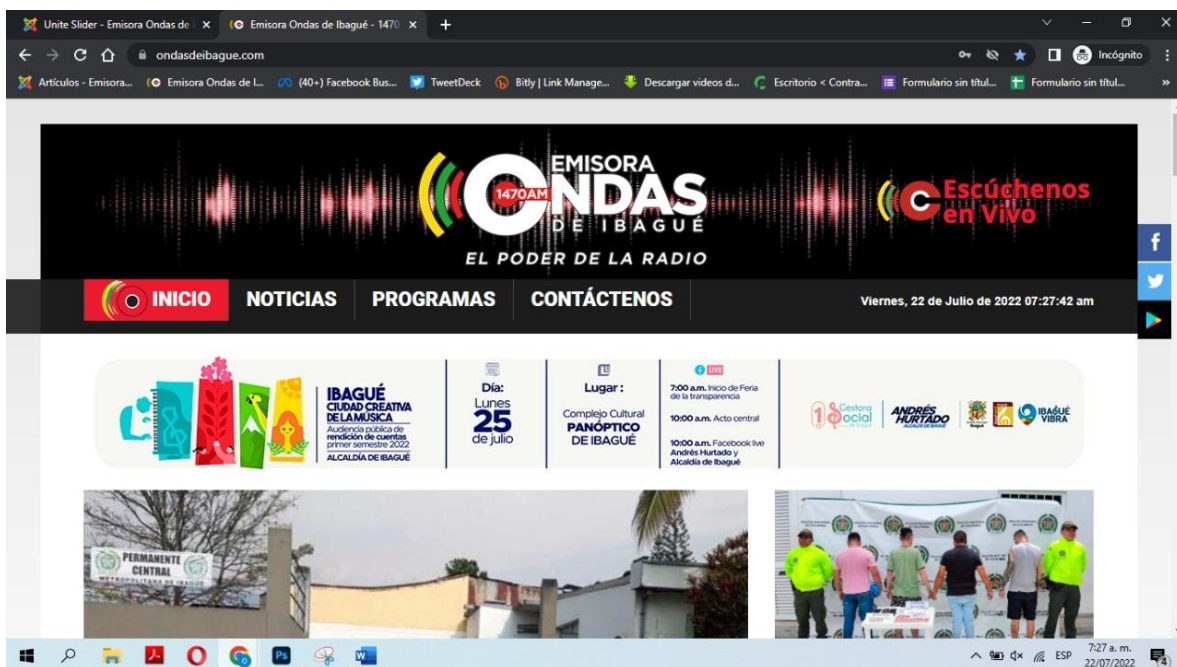 Unite Slider - Emisora Ondas de
Emisora Ondas de Ibagué - 1470
ondasdeibague.com
Incógnito
Artículos - Emisora...
Emisora Ondas de I...
(40+) Facebook Bus...
TweetDeck
Bitly | Link Manage...
Descargar videos d...
Escritorio < Contra...
Formulario sin títul...
Formulario sin títul...
EMISORA
1470AM
ONDAS
DE IBAGUÉ
EL PODER DE LA RADIO
Escúchenos
en Vivo
INICIO
NOTICIAS
PROGRAMAS
CONTÁCTENOS
Viernes, 22 de Julio de 2022 07:27:42 am
IBAGUÉ
CIUDAD CREATIVA
DE LA MÚSICA
Audiencia pública de
rendición de cuentas
primer semestre 2022
ALCALDÍA DE IBAGUÉ
Día:
Lunes
25
de julio
Lugar :
Complejo Cultural
PANÓPTICO
DE IBAGUÉ
LIVE
7:00 a.m. Inicio de Feria
de la transparencia
10:00 a.m. Acto central
10:00 a.m. Facebook live
Andrés Hurtado y
Alcaldía de Ibagué
Gestora
Social
ANDRÉS
HURTADO
ALCALDE DE IBAGUÉ
IBAGUÉ
VIBRA
PERMANENTE
CENTRAL
METROPOLITANA DE IBAGUE
ESP
7:27 a. m.
22/07/2022
4